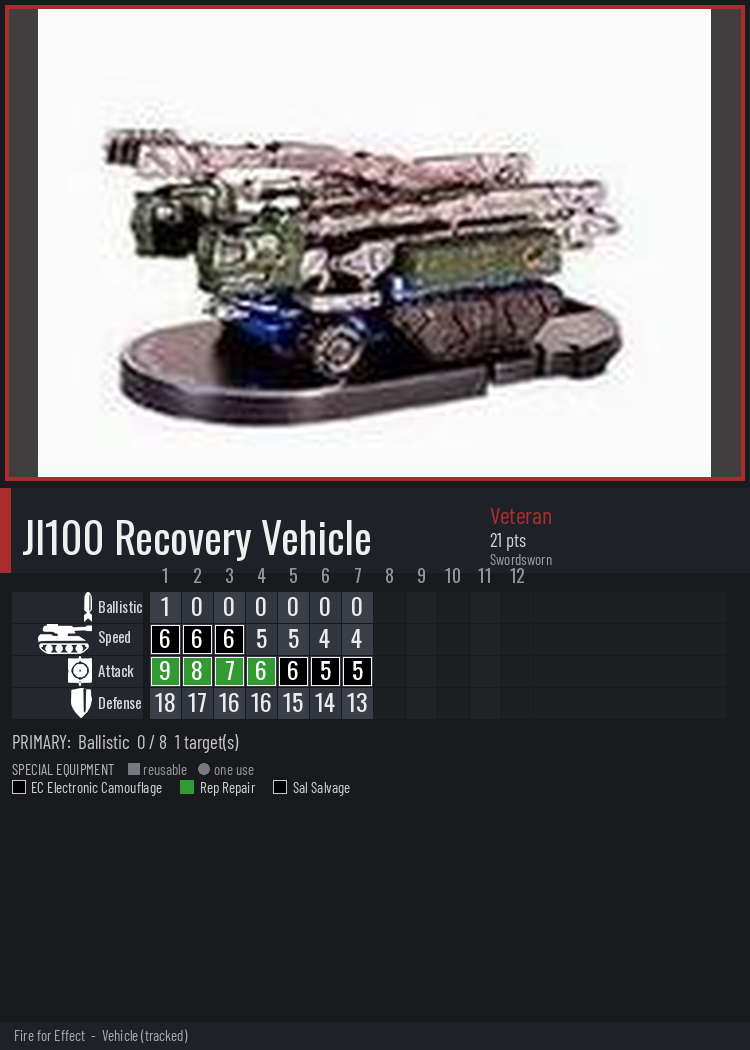 JI100 Recovery Vehicle
Veteran
21 pts
Swordsworn
1 2 3 4 5 6 7 8 9 10 11 12
Ballistic 1 0 0 0 0 0 0
Speed 6 6 6 5 5 4 4
Attack 9 8 7 6 6 5 5
Defense 18 17 16 16 15 14 13
PRIMARY: Ballistic 0 / 8 1 target(s)
SPECIAL EQUIPMENT reusable one use
EC Electronic Camouflage Rep Repair Sal Salvage
Fire for Effect - Vehicle (tracked)